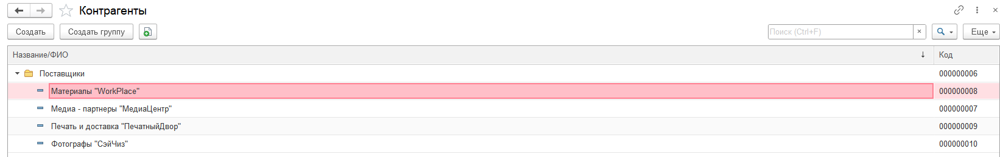 Контрагенты
Создать Создать группу Поиск (Ctrl+F) × Еще
Название/ФИО ↓ Код
Поставщики 000000006
Материалы "WorkPlace" 000000008
Медиа - партнеры "МедиаЦентр" 000000007
Печать и доставка "ПечатныйДвор" 000000009
Фотографы "СэйЧиз" 000000010